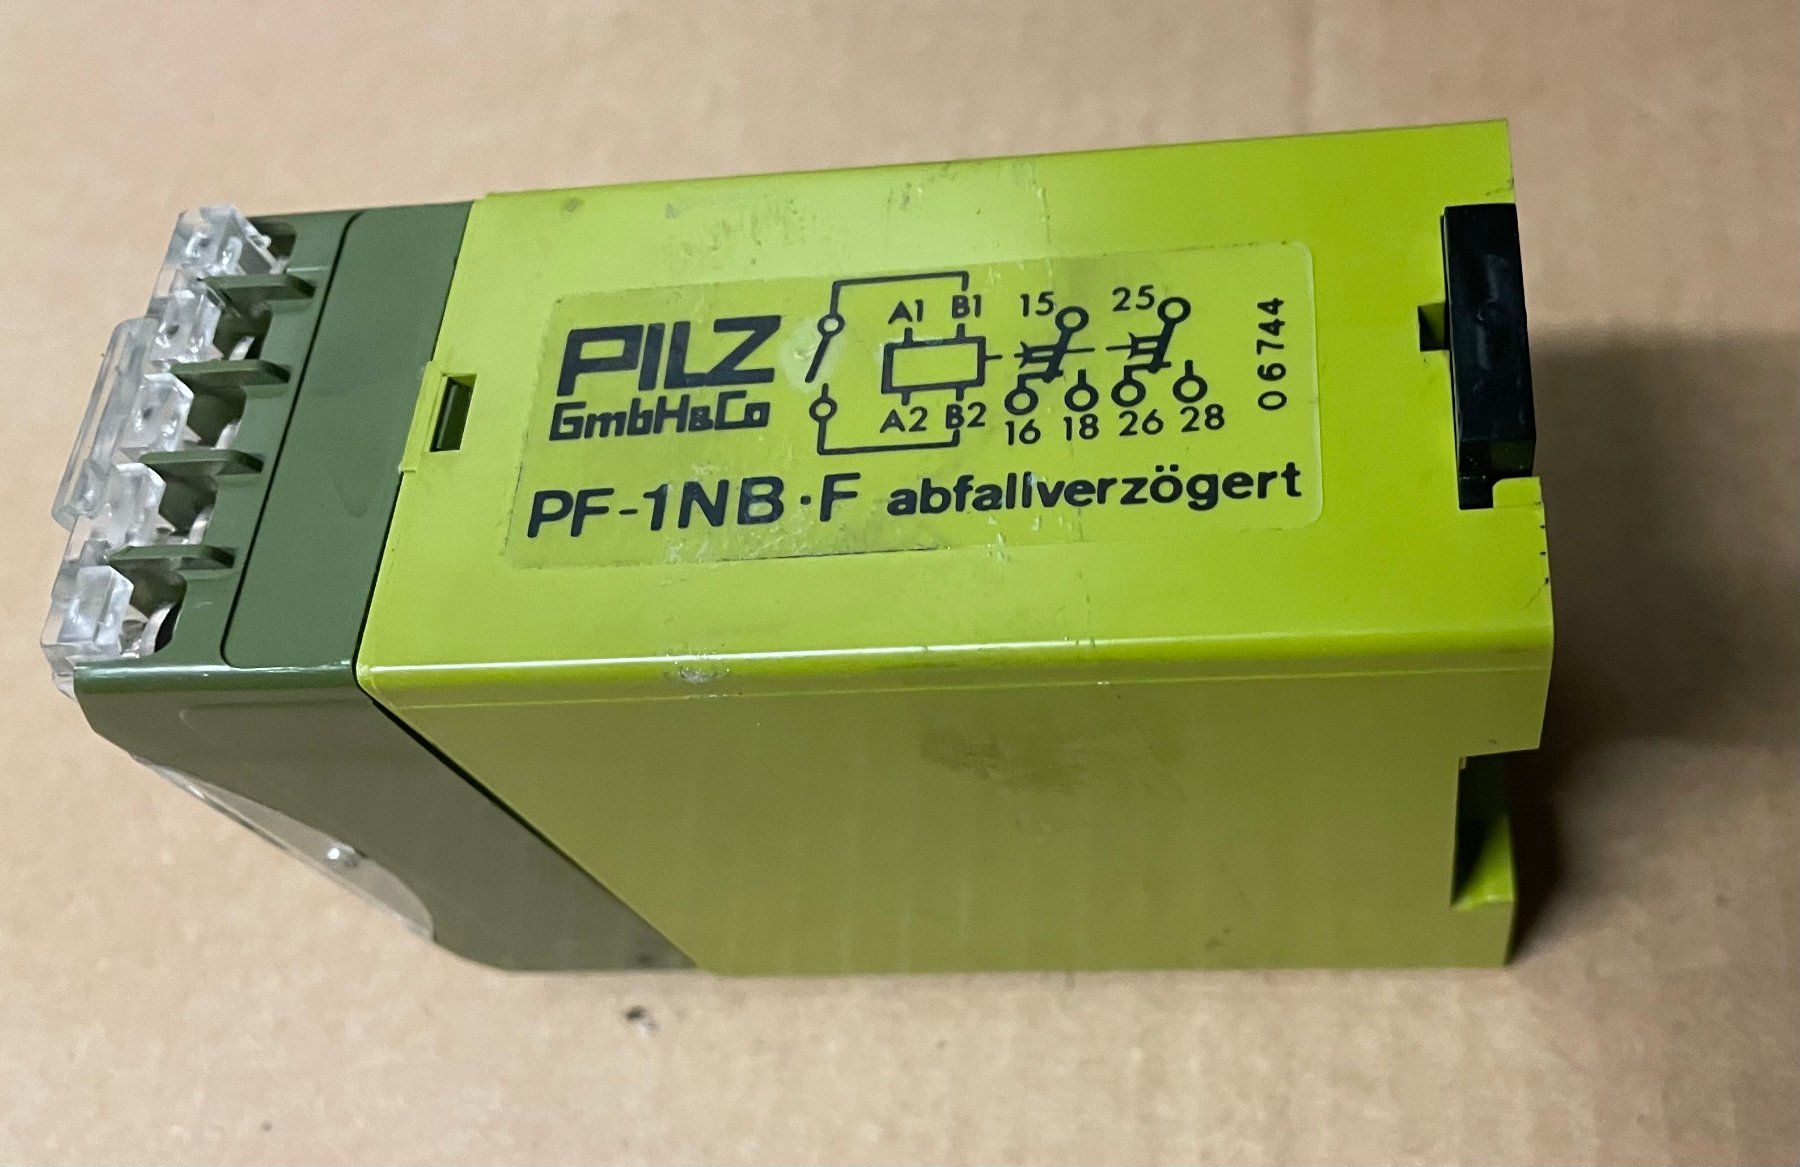 PILZ
GmbH&Co
A1 B1 15 25
A2 B2 16 18 26 28
06744
PF-1NB·F abfallverzögert